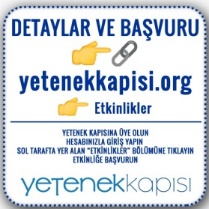 DETAYLAR VE BAŞVURU
yetenekkapisi.org
Etkinlikler
YETENEK KAPISINA ÜYE OLUN
HESABINIZLA GİRİŞ YAPIN
SOL TARAFTA YER ALAN "ETKİNLİKLER" BÖLÜMÜNE TIKLAYIN
ETKİNLİĞE BAŞVURUN
yetenekkapısı